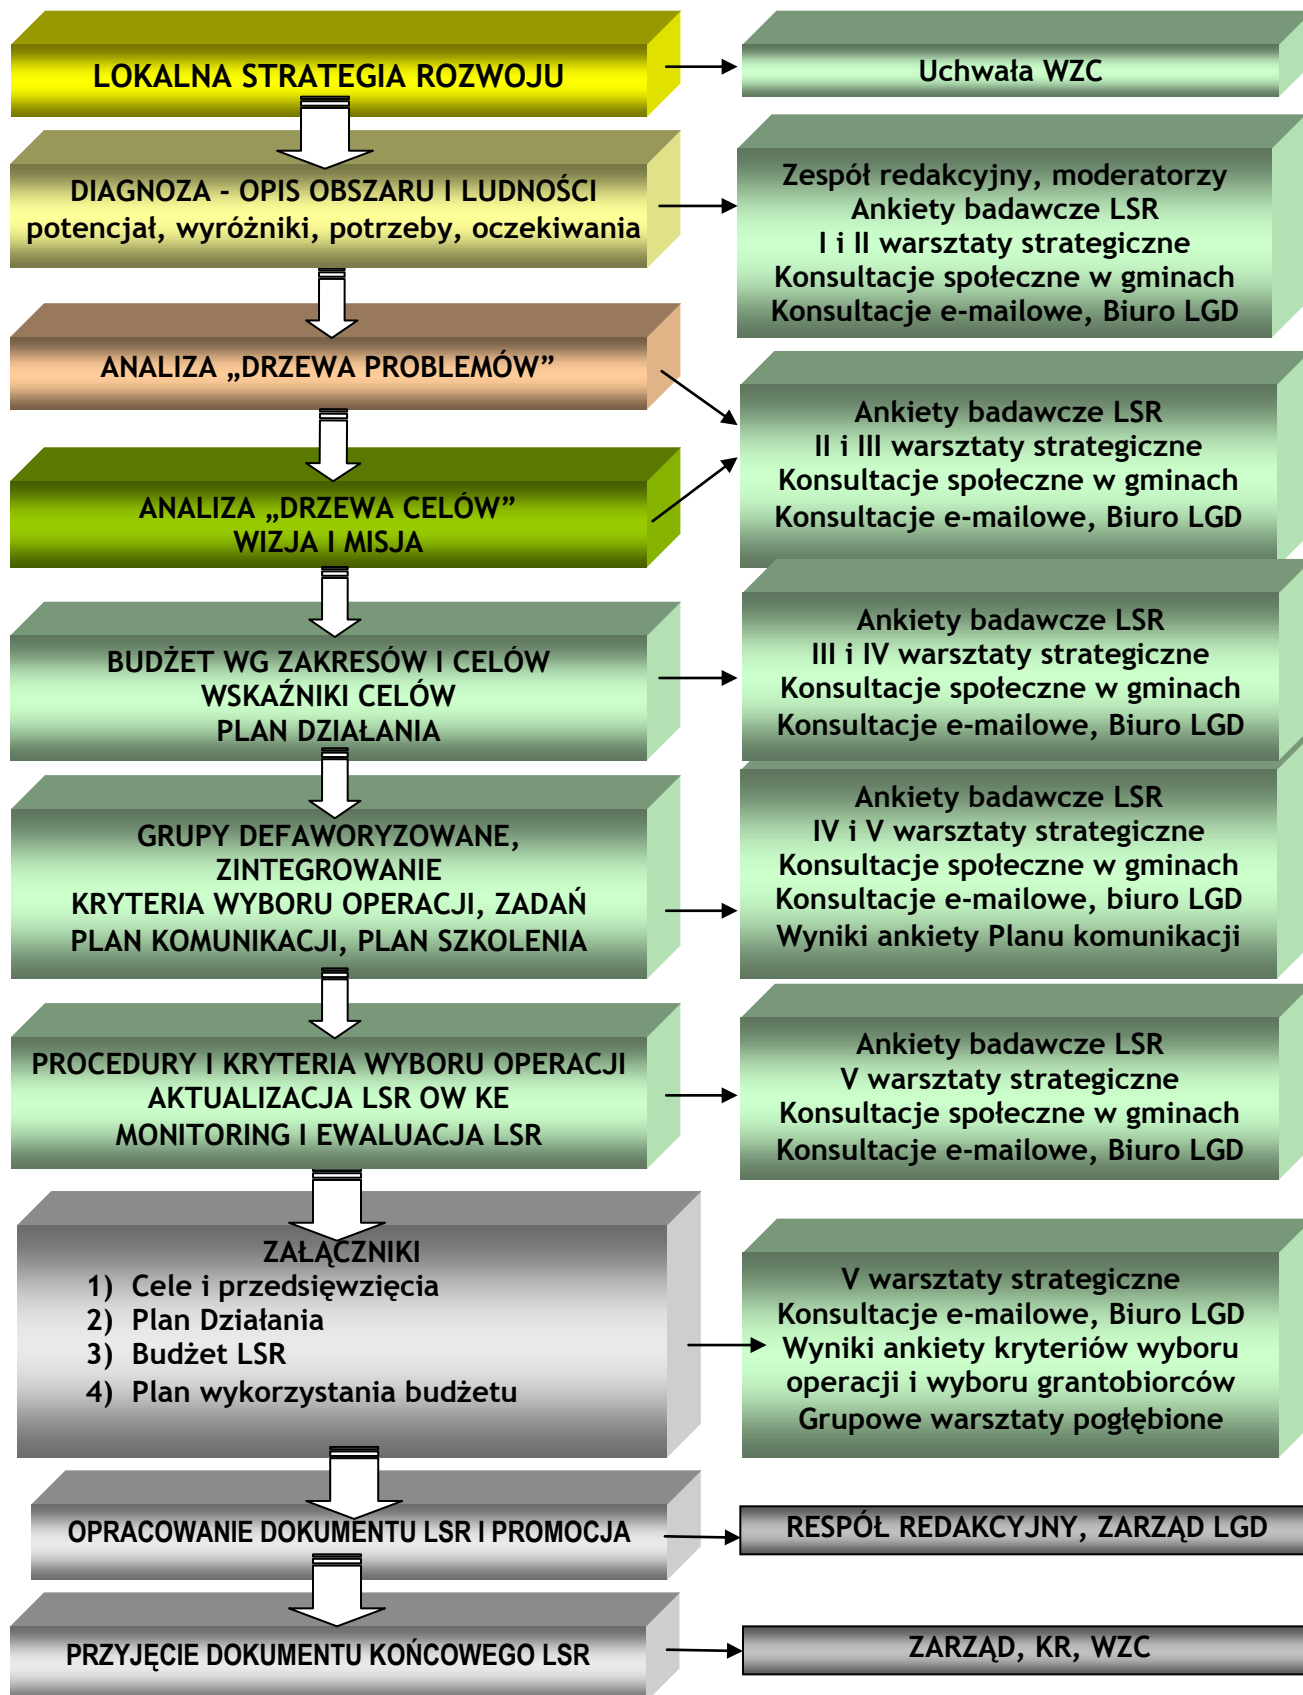 LOKALNA STRATEGIA ROZWOJU
Uchwała WZC
DIAGNOZA - OPIS OBSZARU I LUDNOŚCI
potencjał, wyróżniki, potrzeby, oczekiwania
Zespół redakcyjny, moderatorzy
Ankiety badawcze LSR
I i II warsztaty strategiczne
Konsultacje społeczne w gminach
Konsultacje e-mailowe, Biuro LGD
ANALIZA „DRZEWA PROBLEMÓW”
ANALIZA „DRZEWA CELÓW”
WIZJA I MISJA
Ankiety badawcze LSR
II i III warsztaty strategiczne
Konsultacje społeczne w gminach
Konsultacje e-mailowe, Biuro LGD
BUDŻET WG ZAKRESÓW I CELÓW
WSKAŹNIKI CELÓW
PLAN DZIAŁANIA
Ankiety badawcze LSR
III i IV warsztaty strategiczne
Konsultacje społeczne w gminach
Konsultacje e-mailowe, Biuro LGD
GRUPY DEFAWORYZOWANE,
ZINTEGROWANIE
KRYTERIA WYBORU OPERACJI, ZADAŃ
PLAN KOMUNIKACJI, PLAN SZKOLENIA
Ankiety badawcze LSR
IV i V warsztaty strategiczne
Konsultacje społeczne w gminach
Konsultacje e-mailowe, biuro LGD
Wyniki ankiety Planu komunikacji
PROCEDURY I KRYTERIA WYBORU OPERACJI
AKTUALIZACJA LSR OW KE
MONITORING I EWALUACJA LSR
Ankiety badawcze LSR
V warsztaty strategiczne
Konsultacje społeczne w gminach
Konsultacje e-mailowe, Biuro LGD
ZAŁĄCZNIKI
1) Cele i przedsięwzięcia
2) Plan Działania
3) Budżet LSR
4) Plan wykorzystania budżetu
V warsztaty strategiczne
Konsultacje e-mailowe, Biuro LGD
Wyniki ankiety kryteriów wyboru
operacji i wyboru grantobiorców
Grupowe warsztaty pogłębione
OPRACOWANIE DOKUMENTU LSR I PROMOCJA
RESPÓŁ REDAKCYJNY, ZARZĄD LGD
PRZYJĘCIE DOKUMENTU KOŃCOWEGO LSR
ZARZĄD, KR, WZC